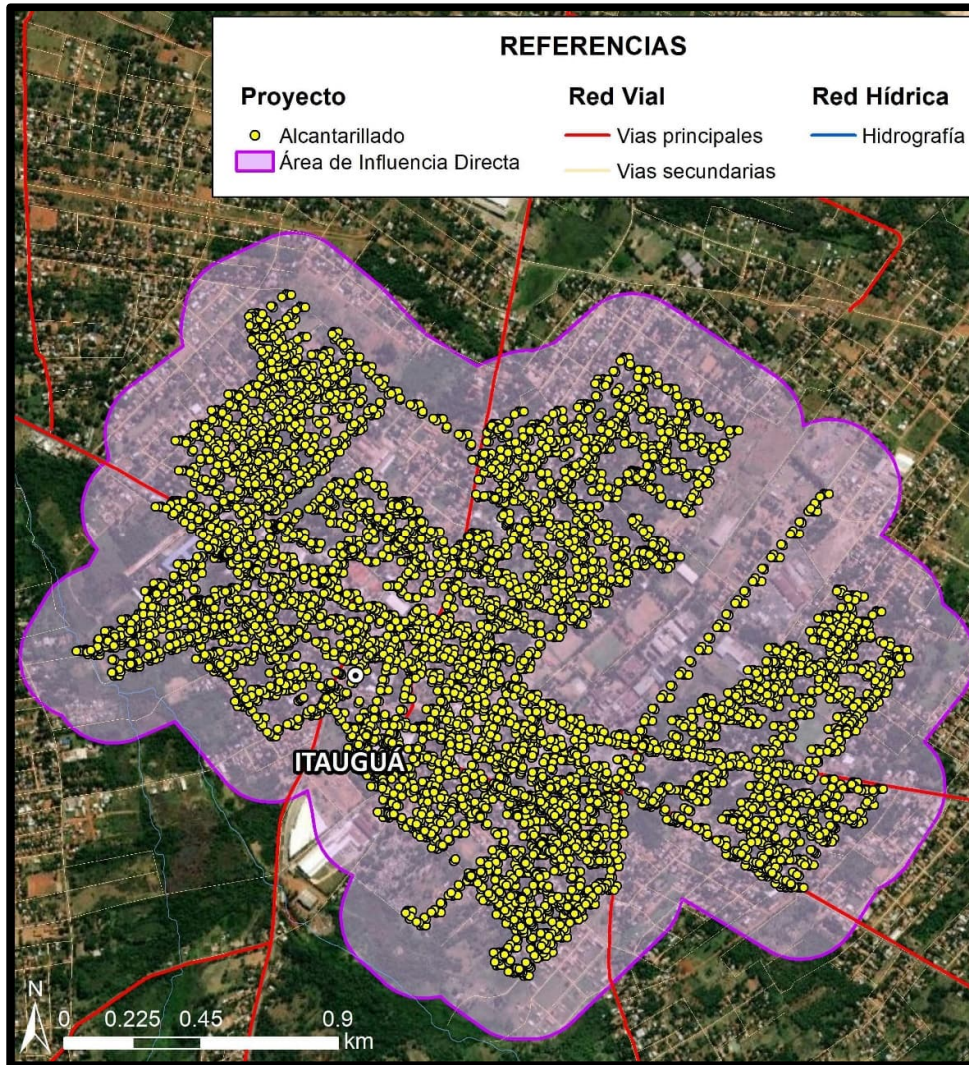 REFERENCIAS
Proyecto
Alcantarillado
Área de Influencia Directa
Red Vial
Vias principales
Vias secundarias
Red Hídrica
Hidrografía
ITAUGUÁ
N
0 0.225 0.45 0.9
km